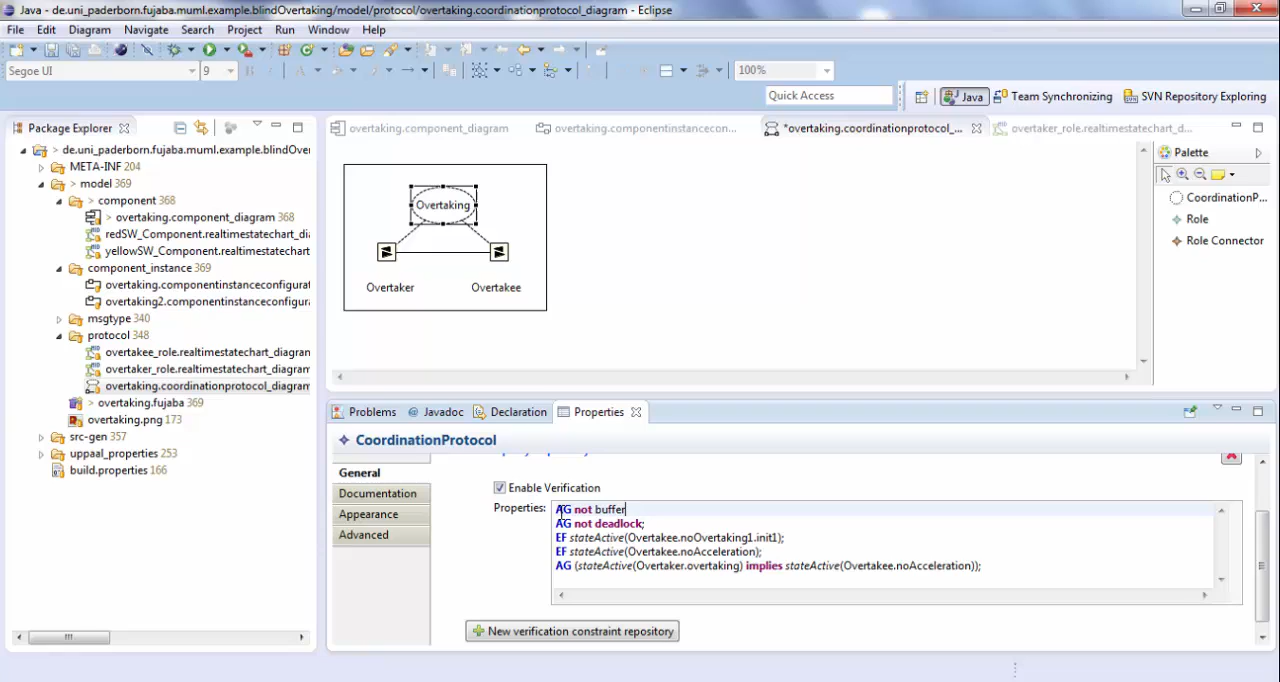 Java - de.uni_paderborn.fujaba.muml.example.blindOvertaking/model/protocol/overtaking.coordinationprotocol_diagram - Eclipse
File Edit Diagram Navigate Search Project Run Window Help
Segoe UI 9 100%
Quick Access Java Team Synchronizing SVN Repository Exploring
Package Explorer
overtaking.component_diagram overtaking.componentinstancecon... *overtaking.coordinationprotocol_... overtaker_role.realtimestatechart_d...
> de.uni_paderborn.fujaba.muml.example.blindOver
META-INF 204
> model 369
> component 368
> overtaking.component_diagram 368
redSW_Component.realtimestatechart_dia
yellowSW_Component.realtimestatechart
component_instance 369
overtaking.componentinstanceconfigurat
overtaking2.componentinstanceconfigura
msgtype 340
protocol 348
overtakee_role.realtimestatechart_diagram
overtaker_role.realtimestatechart_diagram
overtaking.coordinationprotocol_diagram
> overtaking.fujaba 369
overtaking.png 173
src-gen 357
uppaal_properties 253
build.properties 166
Overtaking
Overtaker Overtakee
Palette
CoordinationP...
Role
Role Connector
Problems Javadoc Declaration Properties
CoordinationProtocol
General
Documentation
Appearance
Advanced
Enable Verification
Properties:
AG not buffer
AG not deadlock;
EF stateActive(Overtakee.noOvertaking1.init1);
EF stateActive(Overtakee.noAcceleration);
AG (stateActive(Overtaker.overtaking) implies stateActive(Overtakee.noAcceleration));
New verification constraint repository